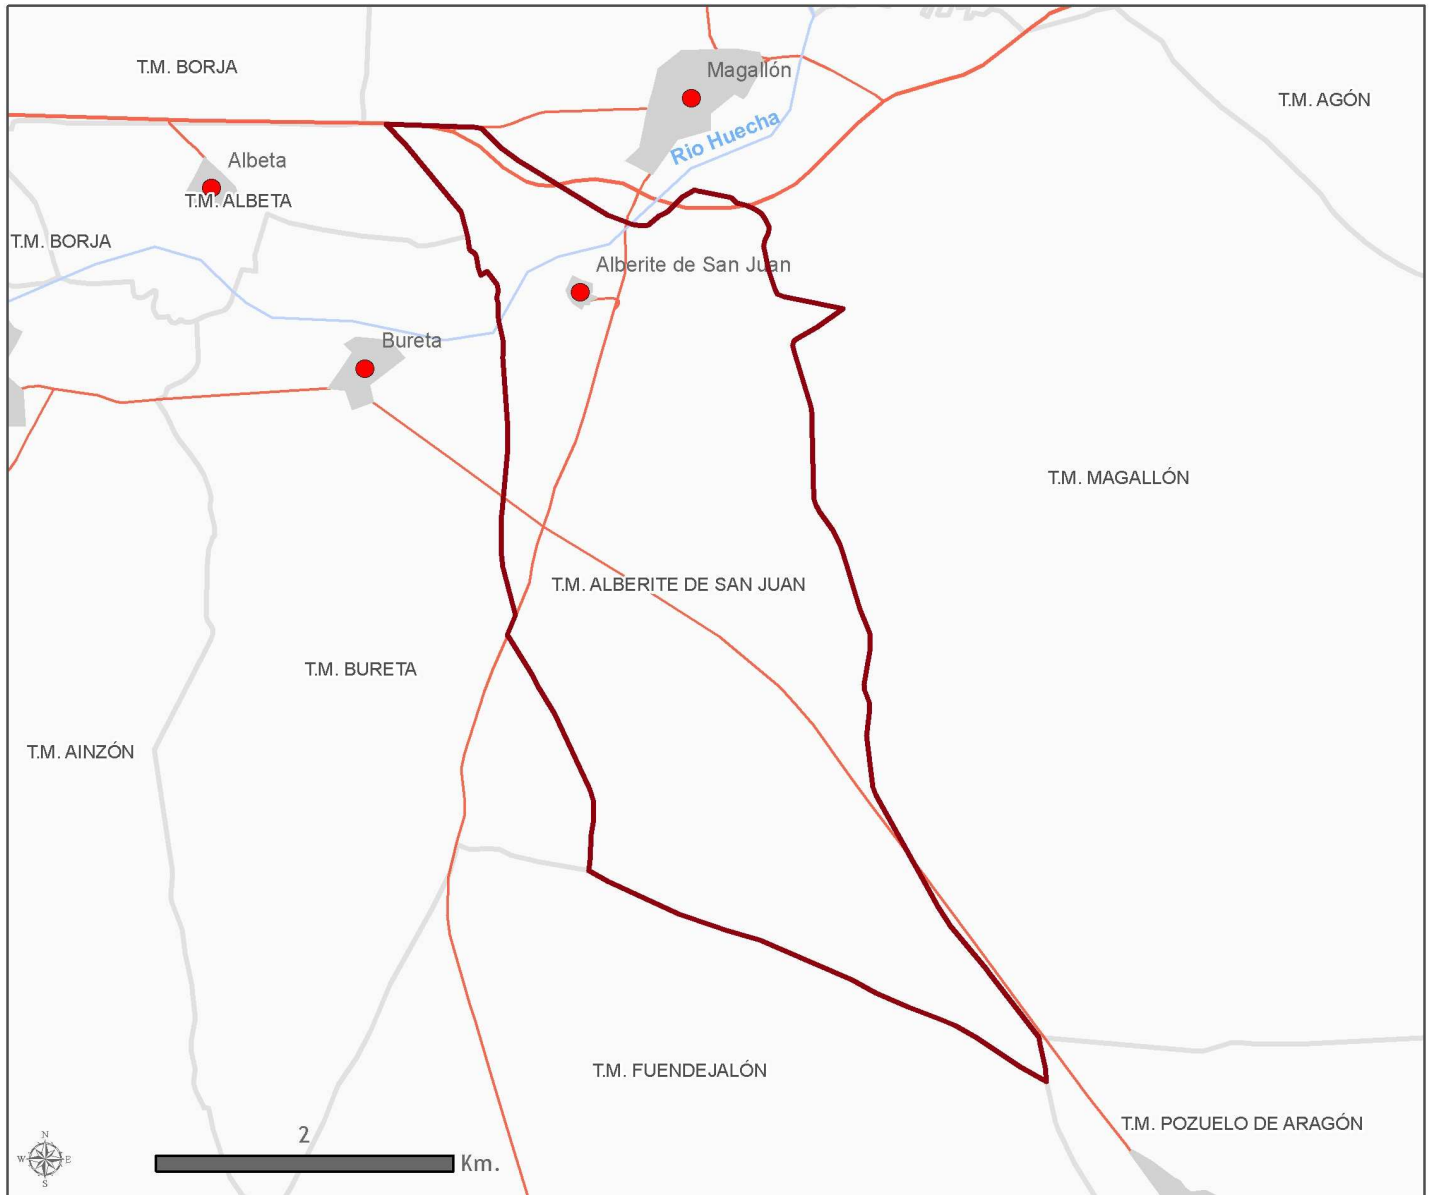 T.M. BORJA
Magallón
T.M. AGÓN
Rio Huecha
Albeta
T.M. ALBETA
T.M. BORJA
Alberite de San Juan
Bureta
T.M. MAGALLÓN
T.M. ALBERITE DE SAN JUAN
T.M. BURETA
T.M. AINZÓN
T.M. FUENDEJALÓN
T.M. POZUELO DE ARAGÓN
2
Km.
N
W E
S